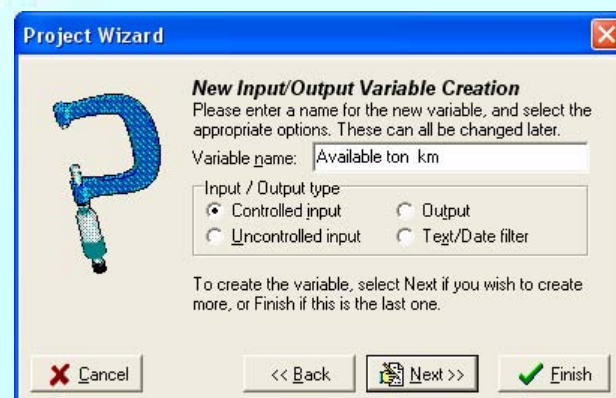 Project Wizard
New Input/Output Variable Creation
Please enter a name for the new variable, and select the
appropriate options. These can all be changed later.
Variable name: Available ton km
Input / Output type
Controlled input
Output
Uncontrolled input
Text/Date filter
To create the variable, select Next if you wish to create
more, or Finish if this is the last one.
Cancel
<< Back
Next >>
Finish